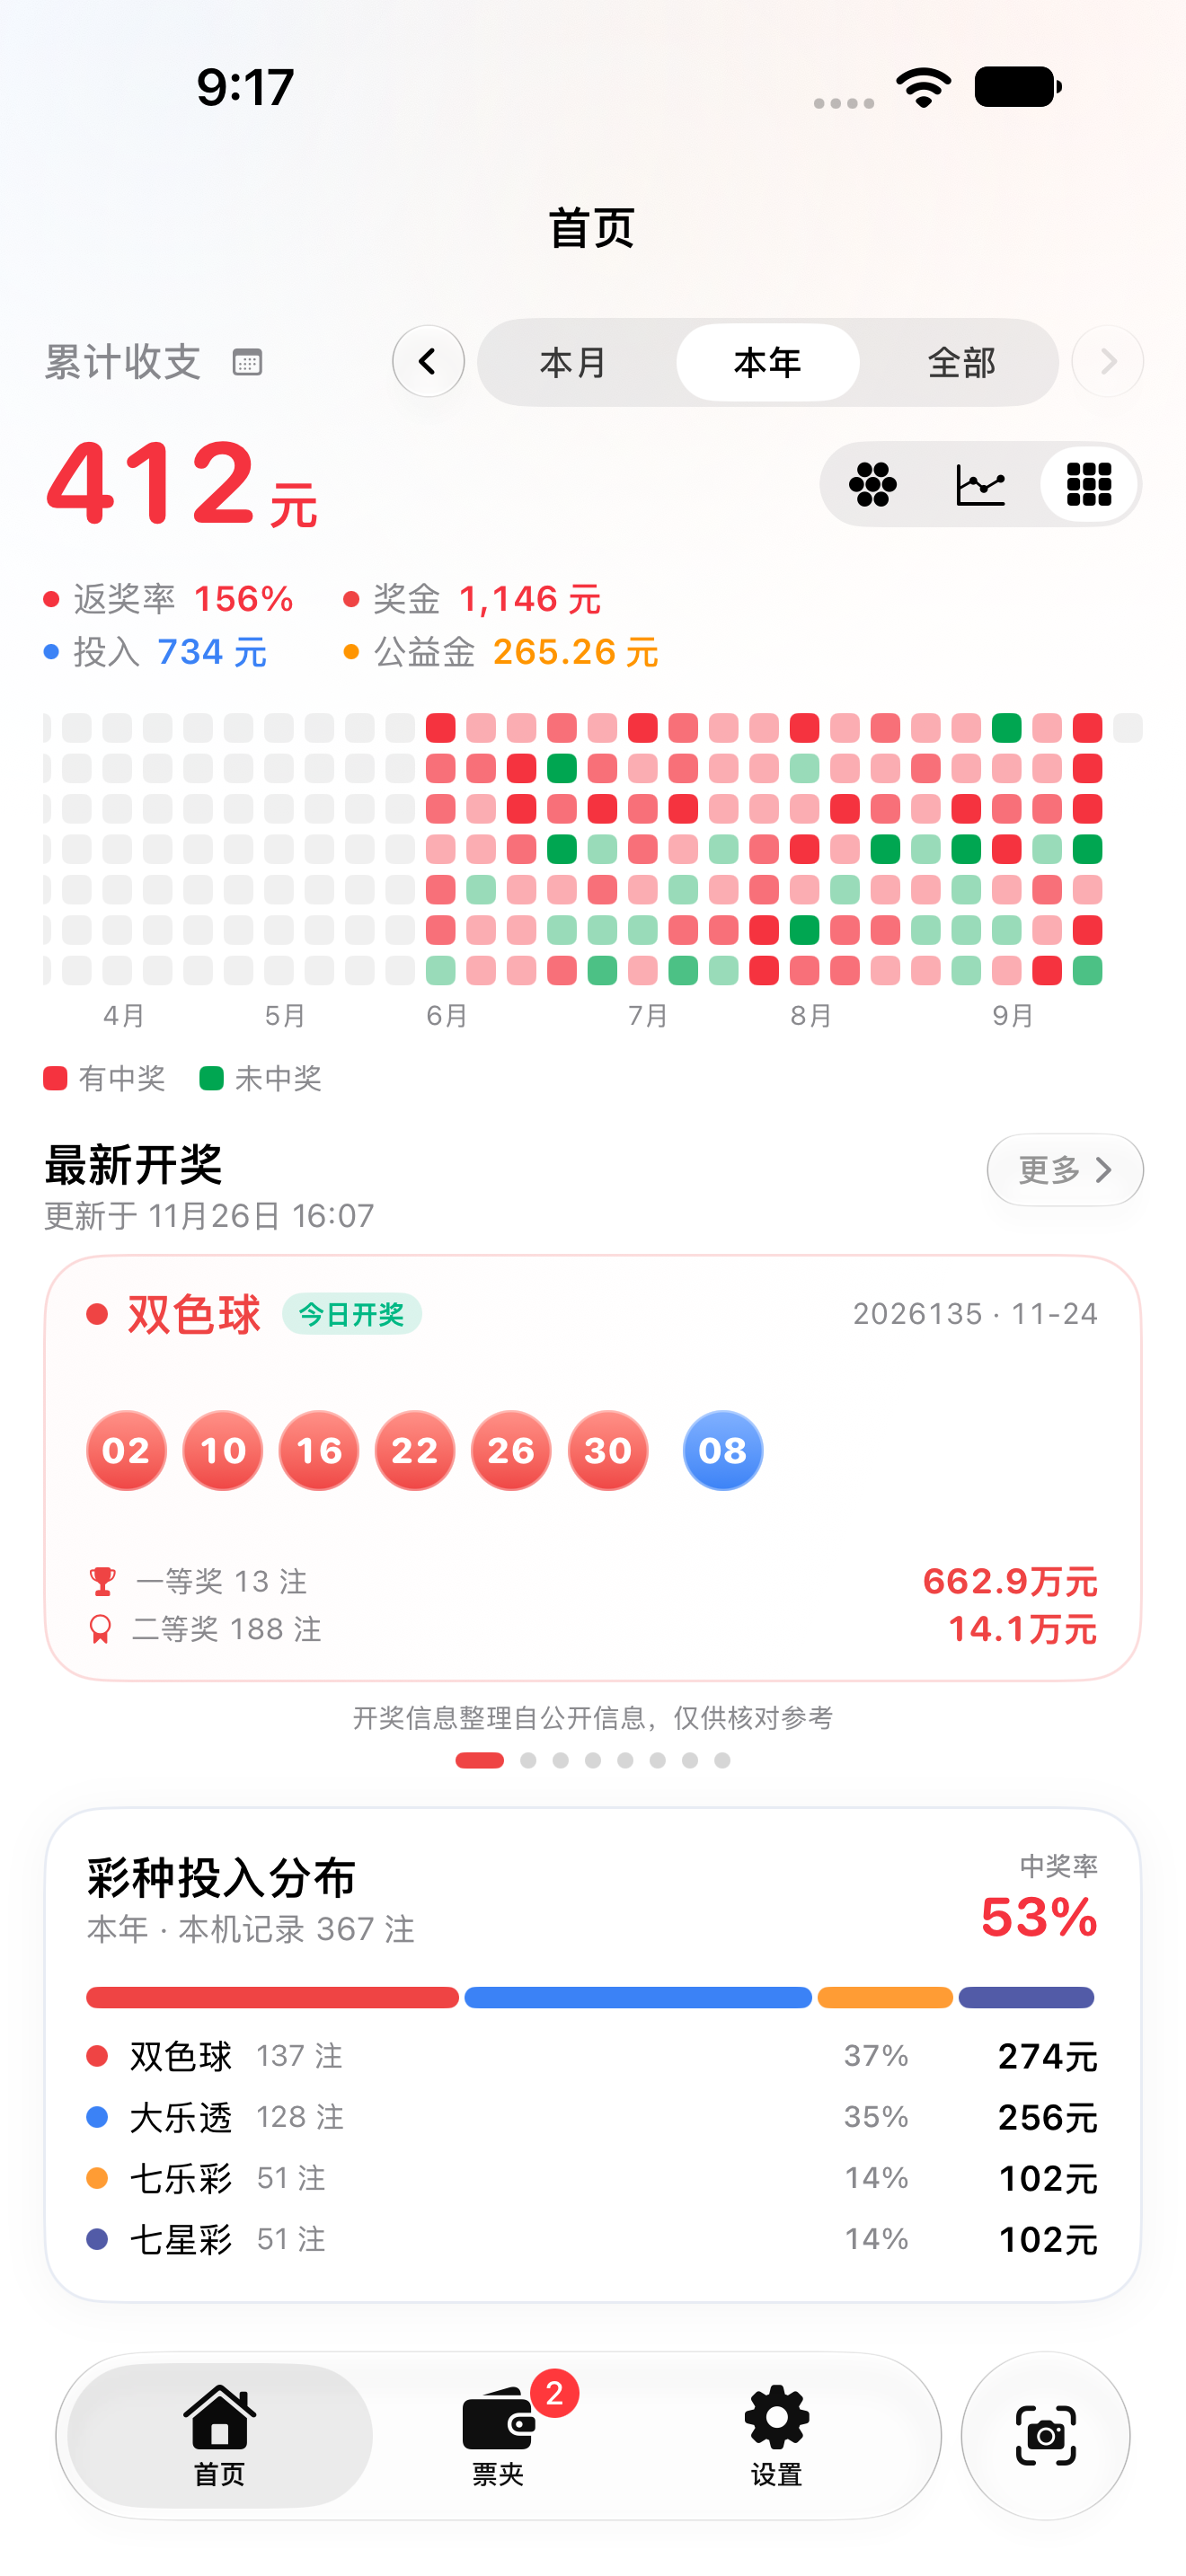 9:17
首页
累计收支 本月 本年 全部
412元
返奖率 156% 奖金 1,146 元
投入 734 元 公益金 265.26 元
4月 5月 6月 7月 8月 9月
有中奖 未中奖
最新开奖 更多
更新于 11月26日 16:07
双色球 今日开奖 2026135 · 11-24
02 10 16 22 26 30 08
一等奖 13 注 662.9万元
二等奖 188 注 14.1万元
开奖信息整理自公开信息，仅供核对参考
彩种投入分布 中奖率
本年 · 本机记录 367 注 53%
双色球 137 注 37% 274元
大乐透 128 注 35% 256元
七乐彩 51 注 14% 102元
七星彩 51 注 14% 102元
2
首页 票夹 设置